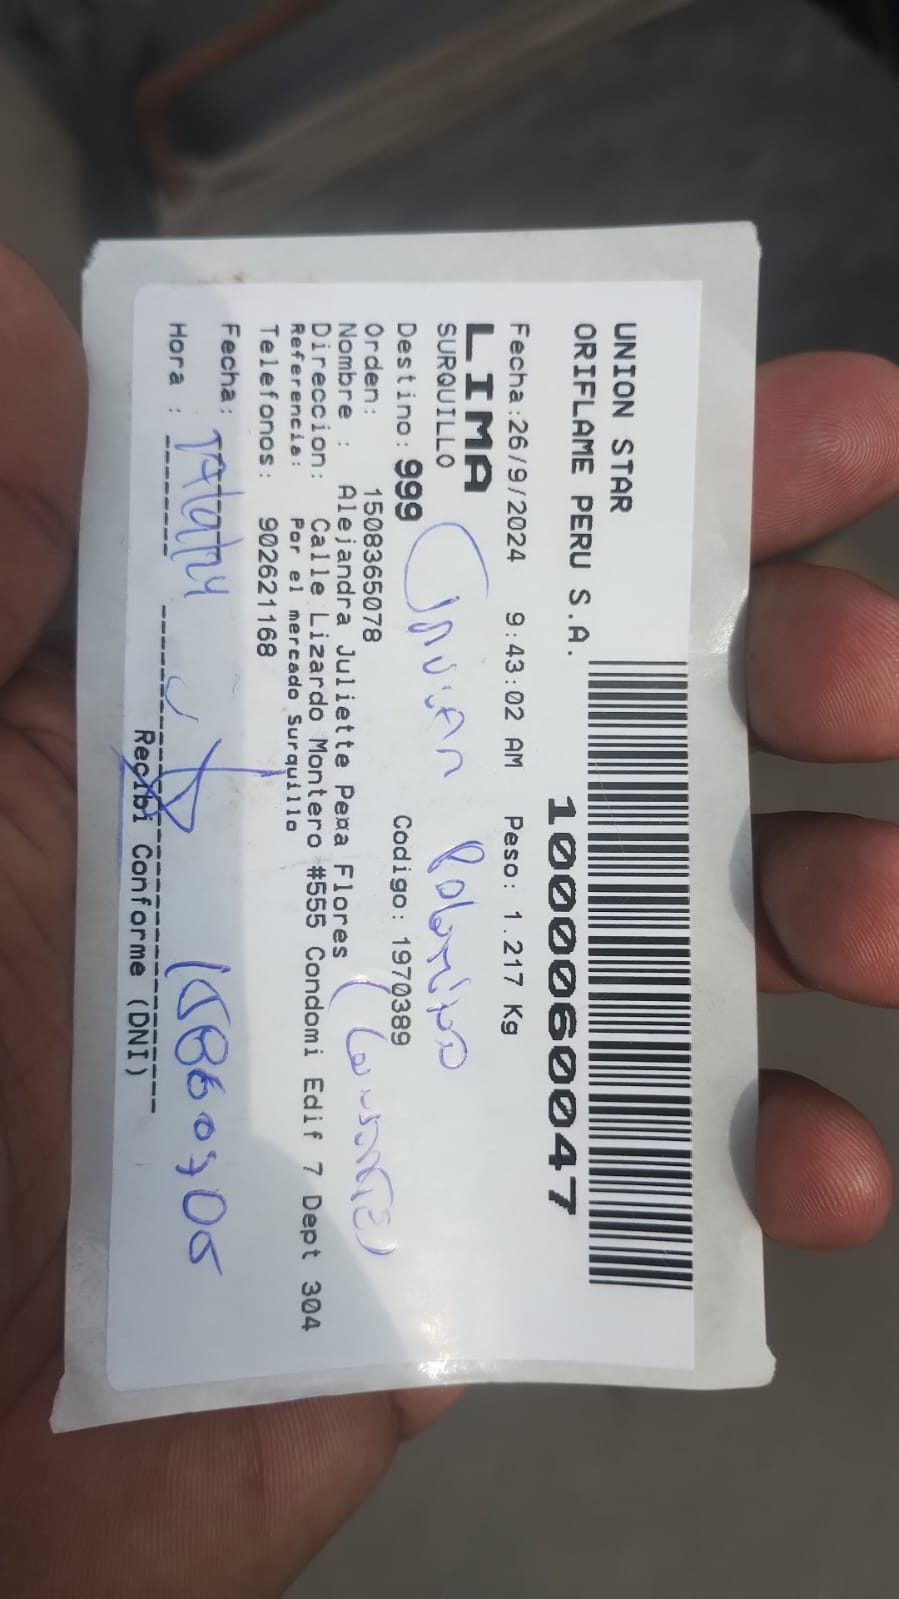 UNION STAR
ORIFLAME PERU S.A.
1000060047
Fecha:26/9/2024 9:43:02 AM Peso: 1.217 Kg
LIMA
SURQUILLO
Destino: 999 Codigo: 1970389
Orden: 1508365078
Nombre : Alejandra Juliette Pe¤a Flores
Direccion: Calle Lizardo Montero #555 Condomi Edif 7 Dept 304
Referencia: Por el mercado Surquillo
Telefonos: 902621168
Fecha:
Hora :
Recibi Conforme (DNI)